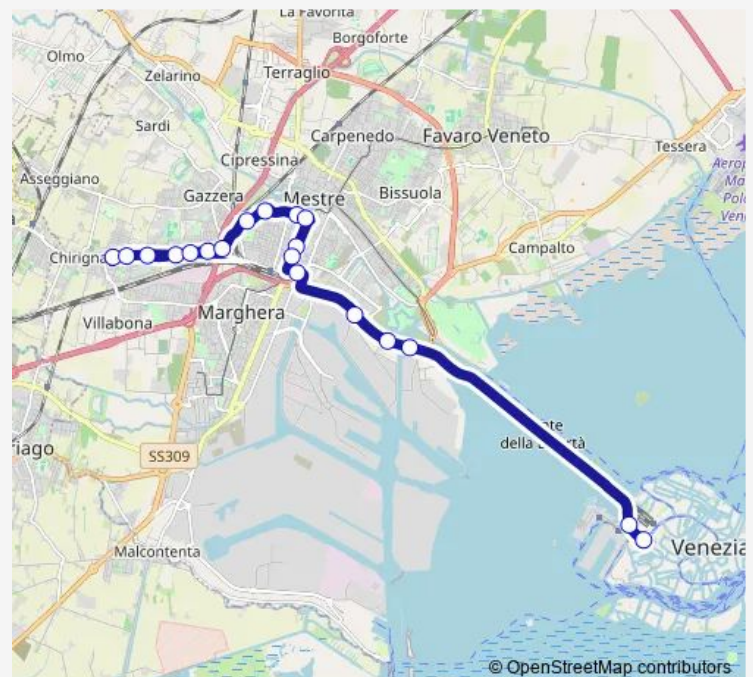 La Favorita
Borgoforte
Olmo
Zelarino
Terraglio
Sardi
Carpenedo
Favaro Veneto
Tessera
Cipressina
Asseggiano
Gazzera
Mestre
Bissuola
Chirigna
Campalto
Villabona
Marghera
della
SS309
Malcontenta
Venezia
© OpenStreetMap contributors